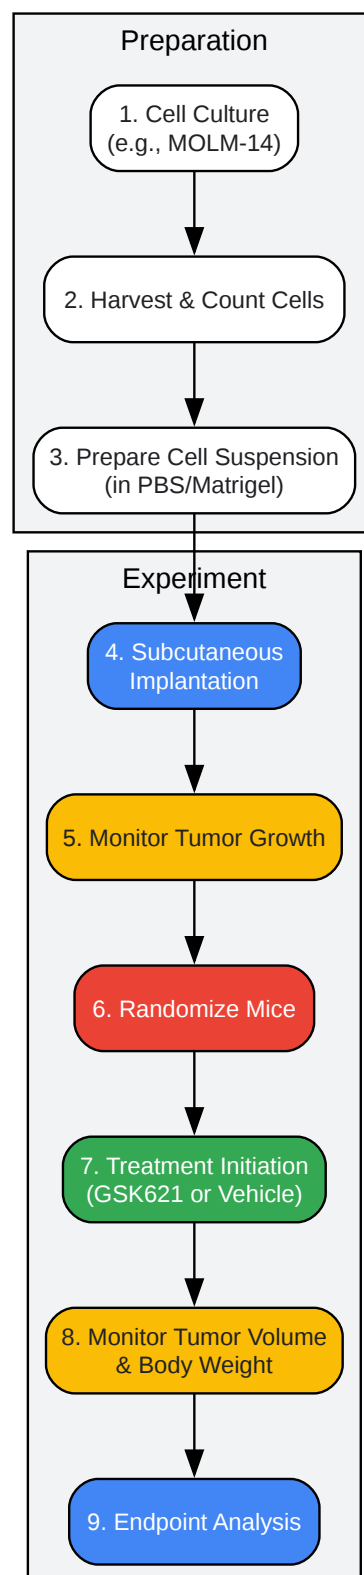 Preparation
1. Cell Culture
(e.g., MOLM-14)
2. Harvest & Count Cells
3. Prepare Cell Suspension
(in PBS/Matrigel)
Experiment
4. Subcutaneous
Implantation
5. Monitor Tumor Growth
6. Randomize Mice
7. Treatment Initiation
(GSK621 or Vehicle)
8. Monitor Tumor Volume
& Body Weight
9. Endpoint Analysis